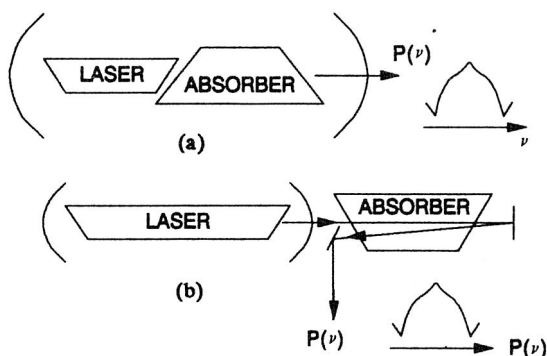 LASER
ABSORBER
P(ν)
ν
(a)
LASER
ABSORBER
(b)
P(ν)
P(ν)